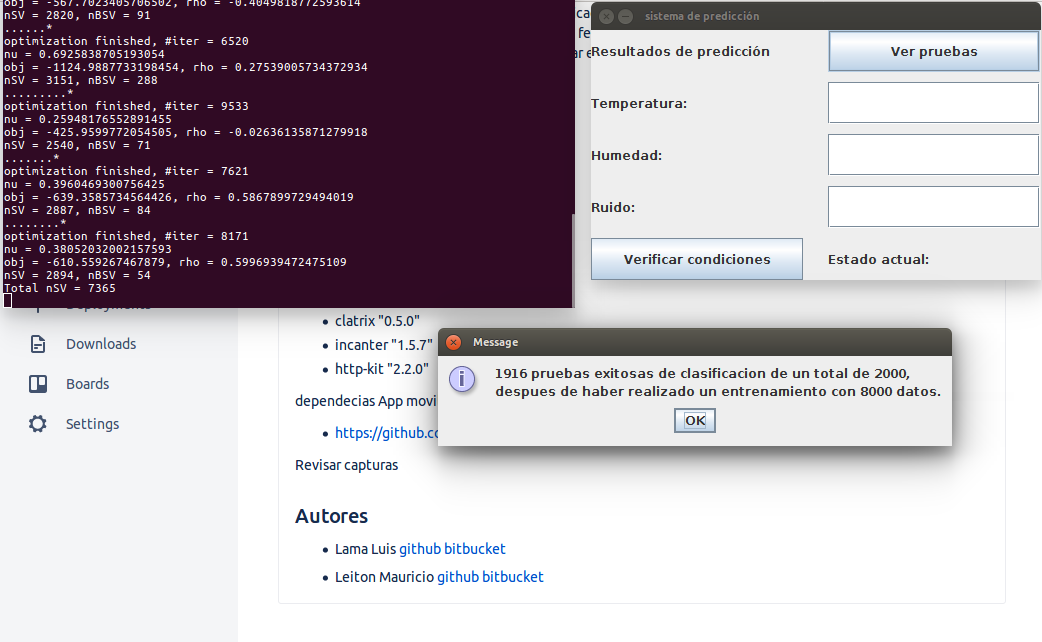 obj = -567.7023405706502, rho = -0.4049818772593614
nSV = 2820, nBSV = 91
......*
optimization finished, #iter = 6520
nu = 0.6925838705193054
obj = -1124.9887733198454, rho = 0.27539005734372934
nSV = 3151, nBSV = 288
.........*
optimization finished, #iter = 9533
nu = 0.25948176552891455
obj = -425.9599772054505, rho = -0.02636135871279918
nSV = 2540, nBSV = 71
.......*
optimization finished, #iter = 7621
nu = 0.3960469300756425
obj = -639.3585734564426, rho = 0.5867899729494019
nSV = 2887, nBSV = 84
........*
optimization finished, #iter = 8171
nu = 0.38052032002157593
obj = -610.559267467879, rho = 0.5996939472475109
nSV = 2894, nBSV = 54
Total nSV = 7365
sistema de predicción
Resultados de predicción
Ver pruebas
Temperatura:
Humedad:
Ruido:
Verificar condiciones
Estado actual:
Deployments
Downloads
Boards
Settings
clatrix "0.5.0"
incanter "1.5.7"
http-kit "2.2.0"
dependecias App movi
https://github.co
Revisar capturas
Message
1916 pruebas exitosas de clasificacion de un total de 2000,
despues de haber realizado un entrenamiento con 8000 datos.
OK
Autores
Lama Luis github bitbucket
Leiton Mauricio github bitbucket